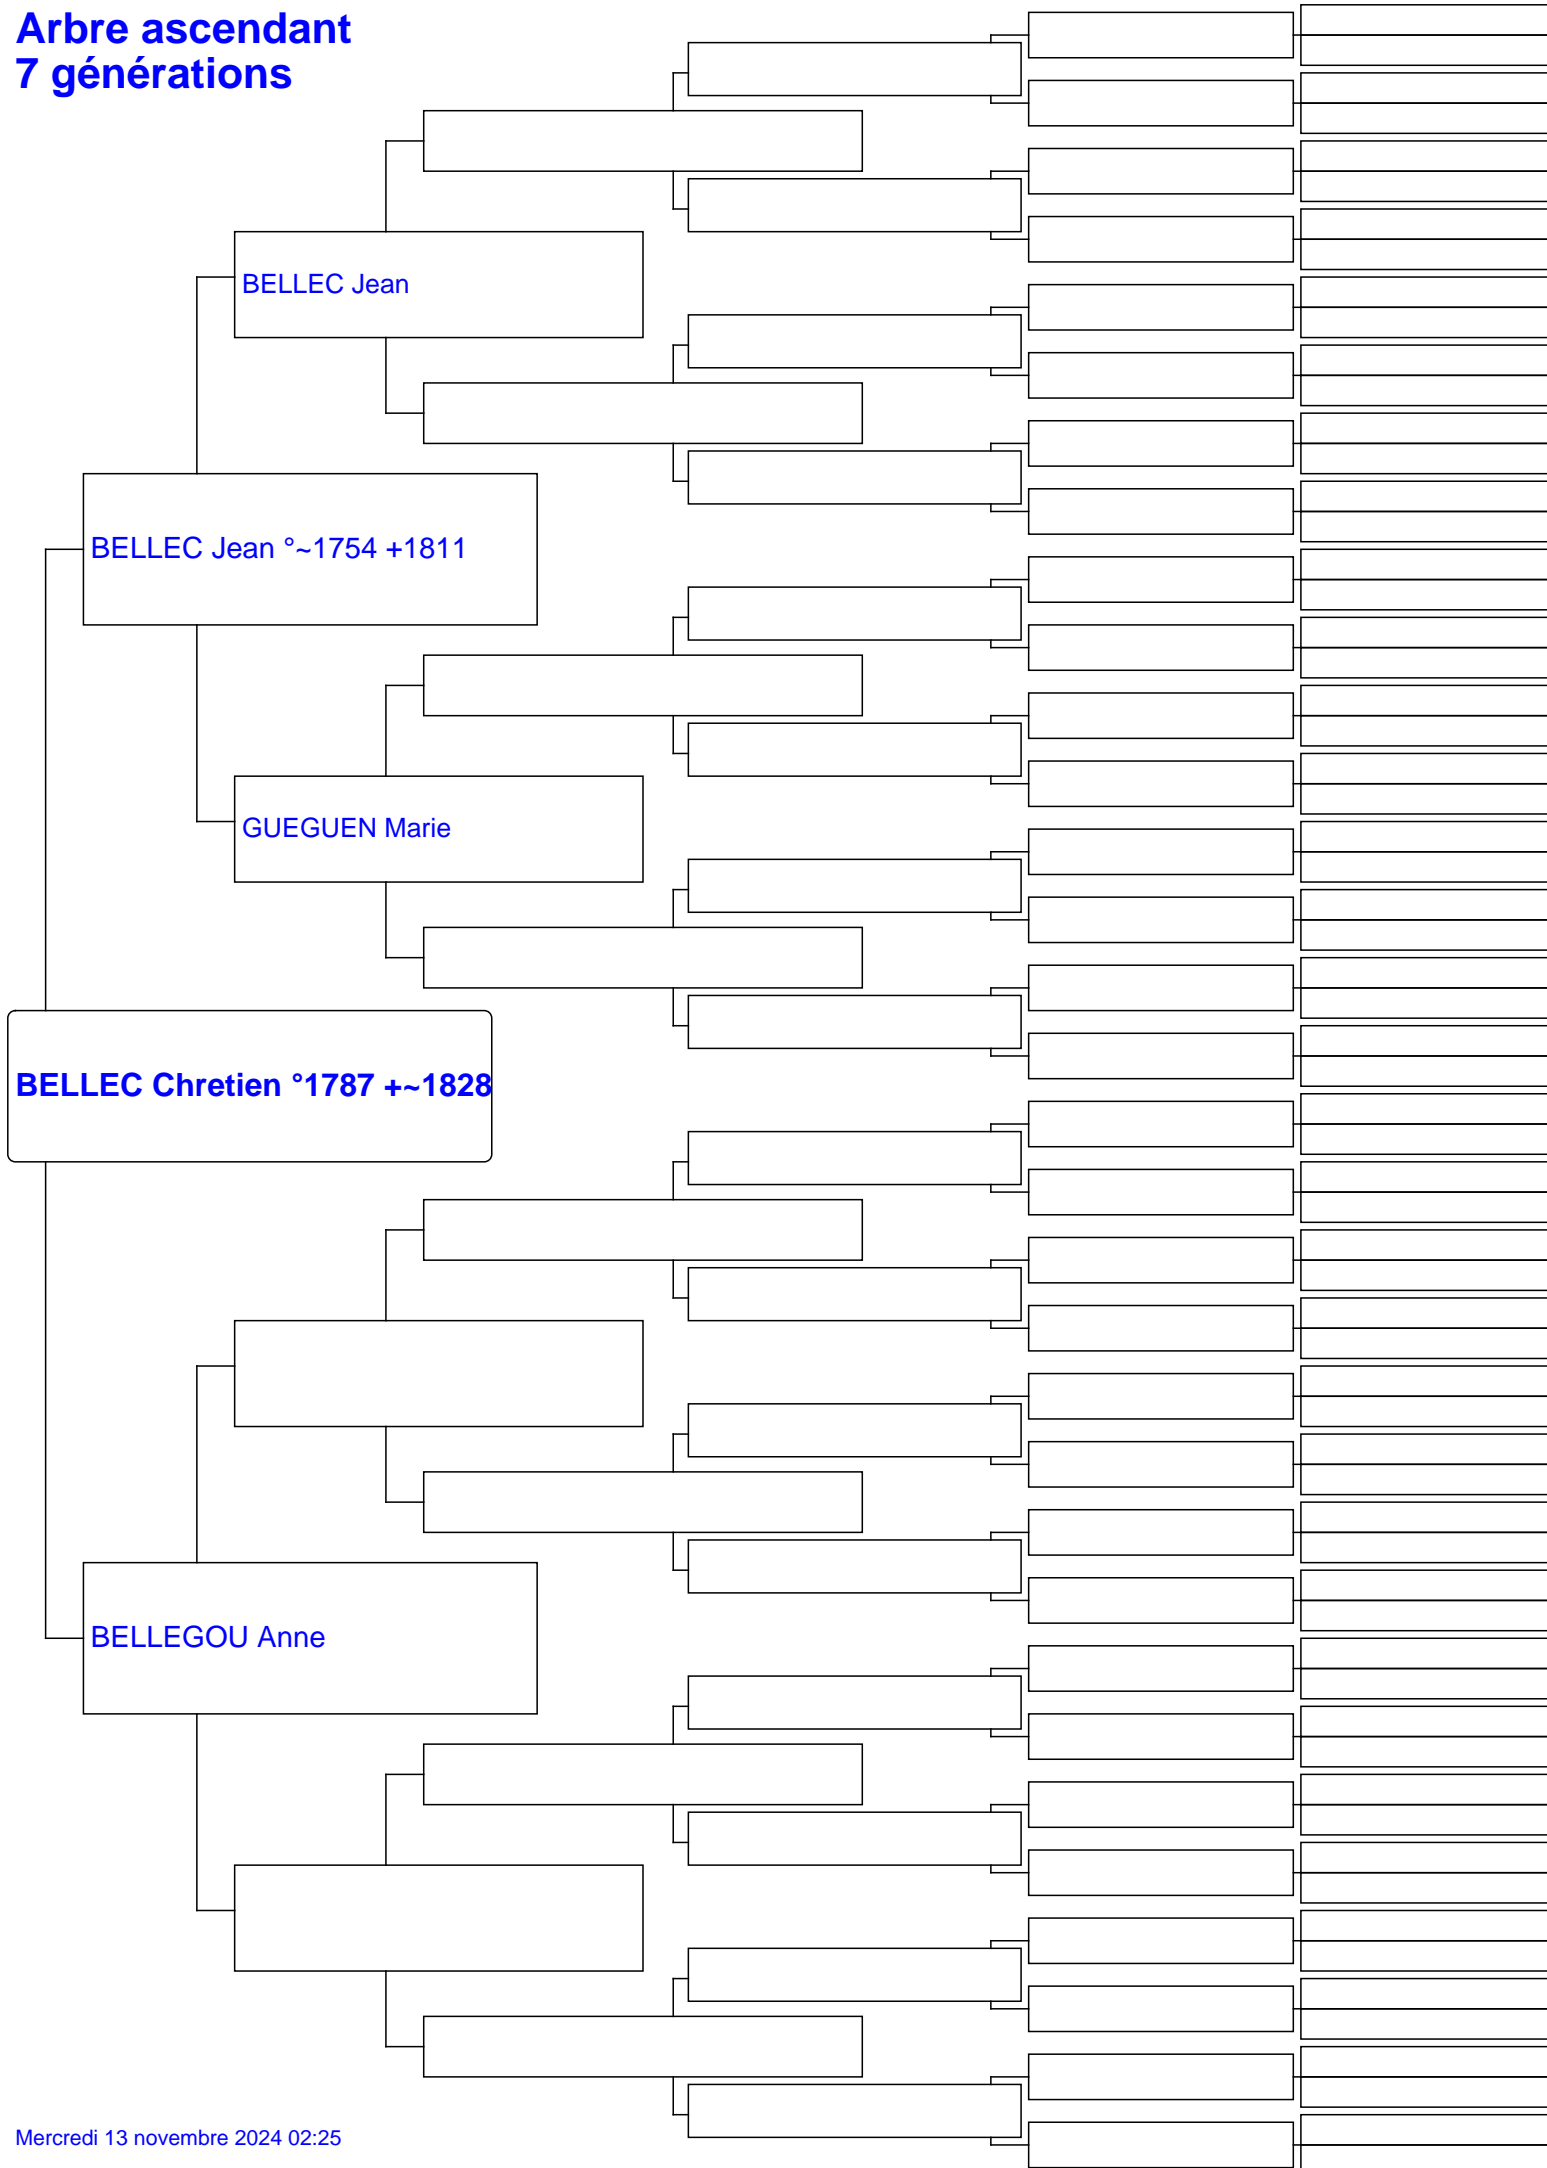 Arbre ascendant
7 générations
BELLEC Jean
BELLEC Jean °~1754 +1811
GUEGUEN Marie
BELLEC Chretien °1787 +~1828
BELLEGOU Anne
Mercredi 13 novembre 2024 02:25